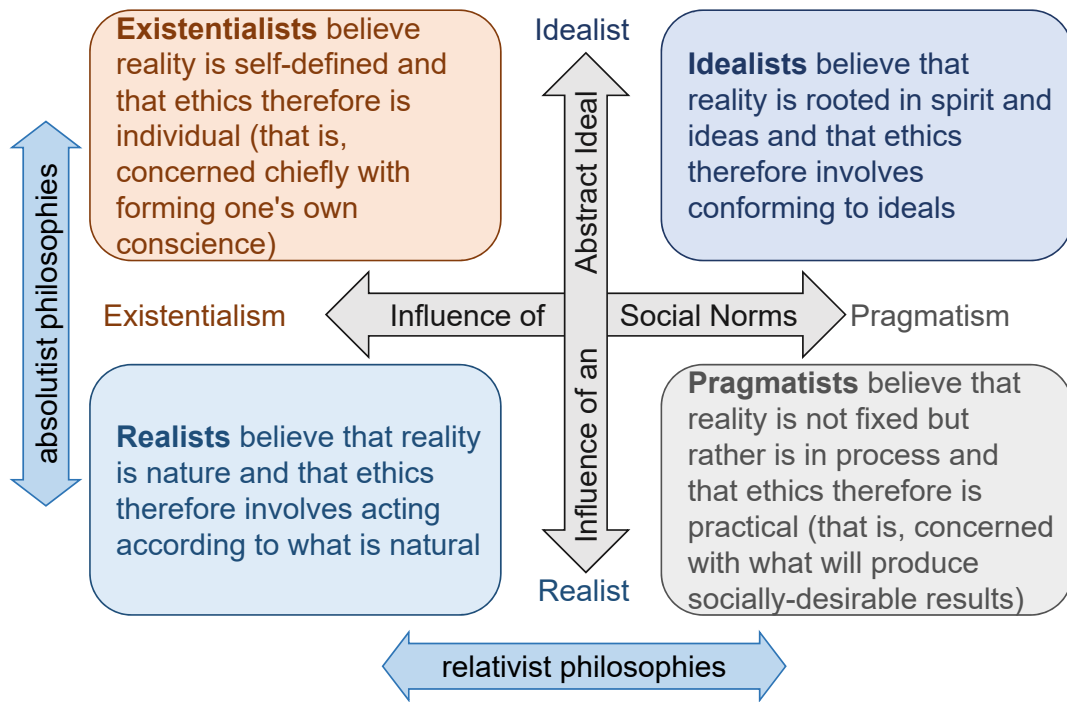 Existentialists believe
reality is self-defined and
that ethics therefore is
individual (that is,
concerned chiefly with
forming one's own
conscience)
Idealist
Idealists believe that
reality is rooted in spirit and
ideas and that ethics
therefore involves
conforming to ideals
absolutist philosophies
Influence of an Abstract Ideal
Existentialism
Influence of Social Norms
Pragmatism
Realists believe that reality
is nature and that ethics
therefore involves acting
according to what is natural
Pragmatists believe that
reality is not fixed but
rather is in process and
that ethics therefore is
practical (that is, concerned
with what will produce
socially-desirable results)
Realist
relativist philosophies